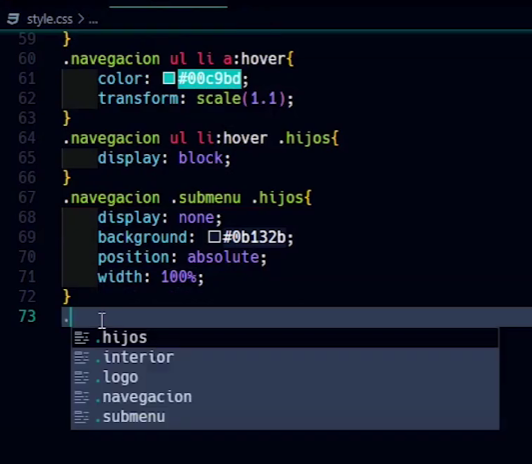 style.css > ...
59 }
60 .navegacion ul li a:hover{
61 color: #00c9bd;
62 transform: scale(1.1);
63 }
64 .navegacion ul li:hover .hijos{
65 display: block;
66 }
67 .navegacion .submenu .hijos{
68 display: none;
69 background: #0b132b;
70 position: absolute;
71 width: 100%;
72 }
73 .
.hijos
.interior
.logo
.navegacion
.submenu